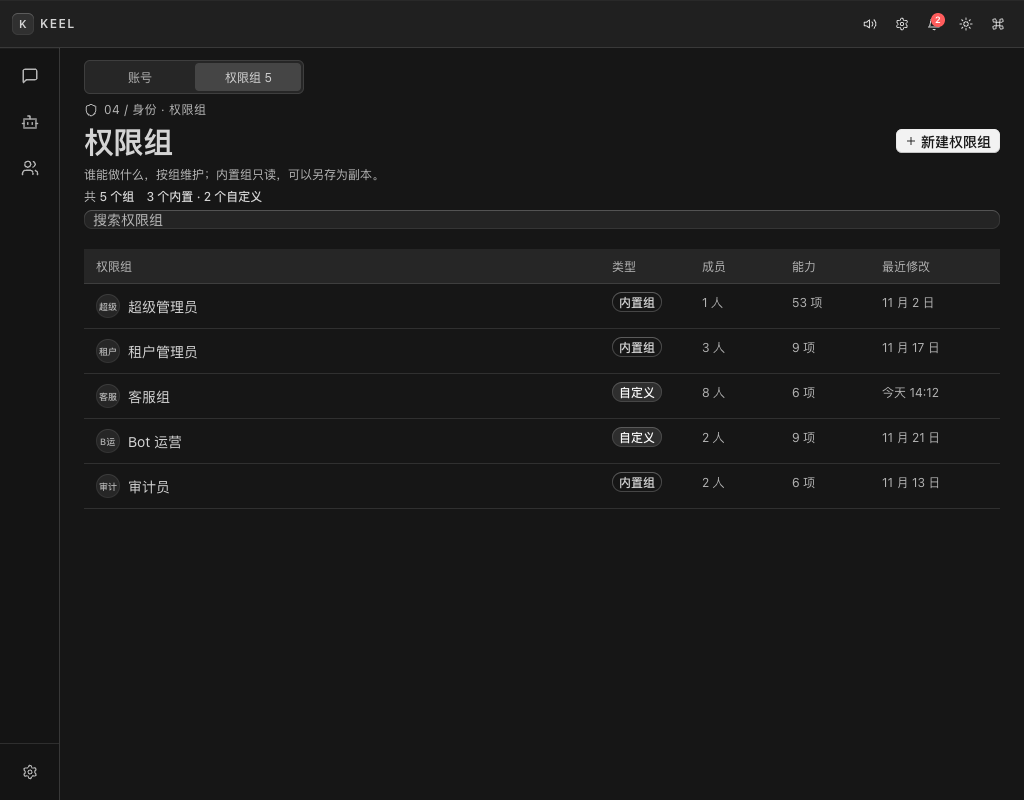 K KEEL
2
账号
权限组 5
04 / 身份 · 权限组
权限组
+ 新建权限组
谁能做什么，按组维护；内置组只读，可以另存为副本。
共 5 个组 3 个内置 · 2 个自定义
搜索权限组
权限组 类型 成员 能力 最近修改
超级 超级管理员 内置组 1 人 53 项 11 月 2 日
租户 租户管理员 内置组 3 人 9 项 11 月 17 日
客服 客服组 自定义 8 人 6 项 今天 14:12
B运 Bot 运营 自定义 2 人 9 项 11 月 21 日
审计 审计员 内置组 2 人 6 项 11 月 13 日